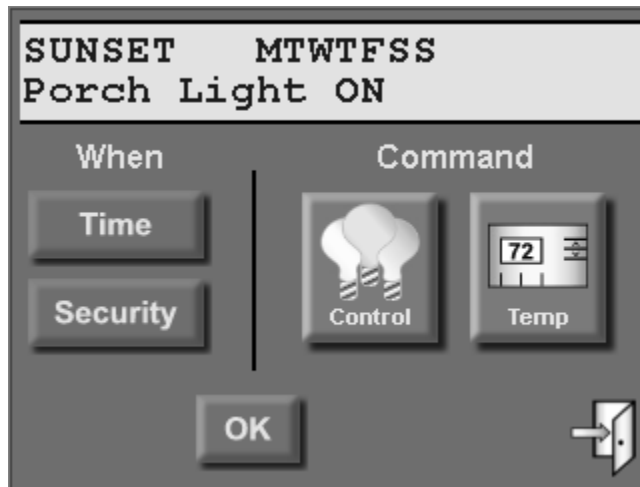 SUNSET MTWTFSS
Porch Light ON
When
Command
Time
Security
Control
72
Temp
OK